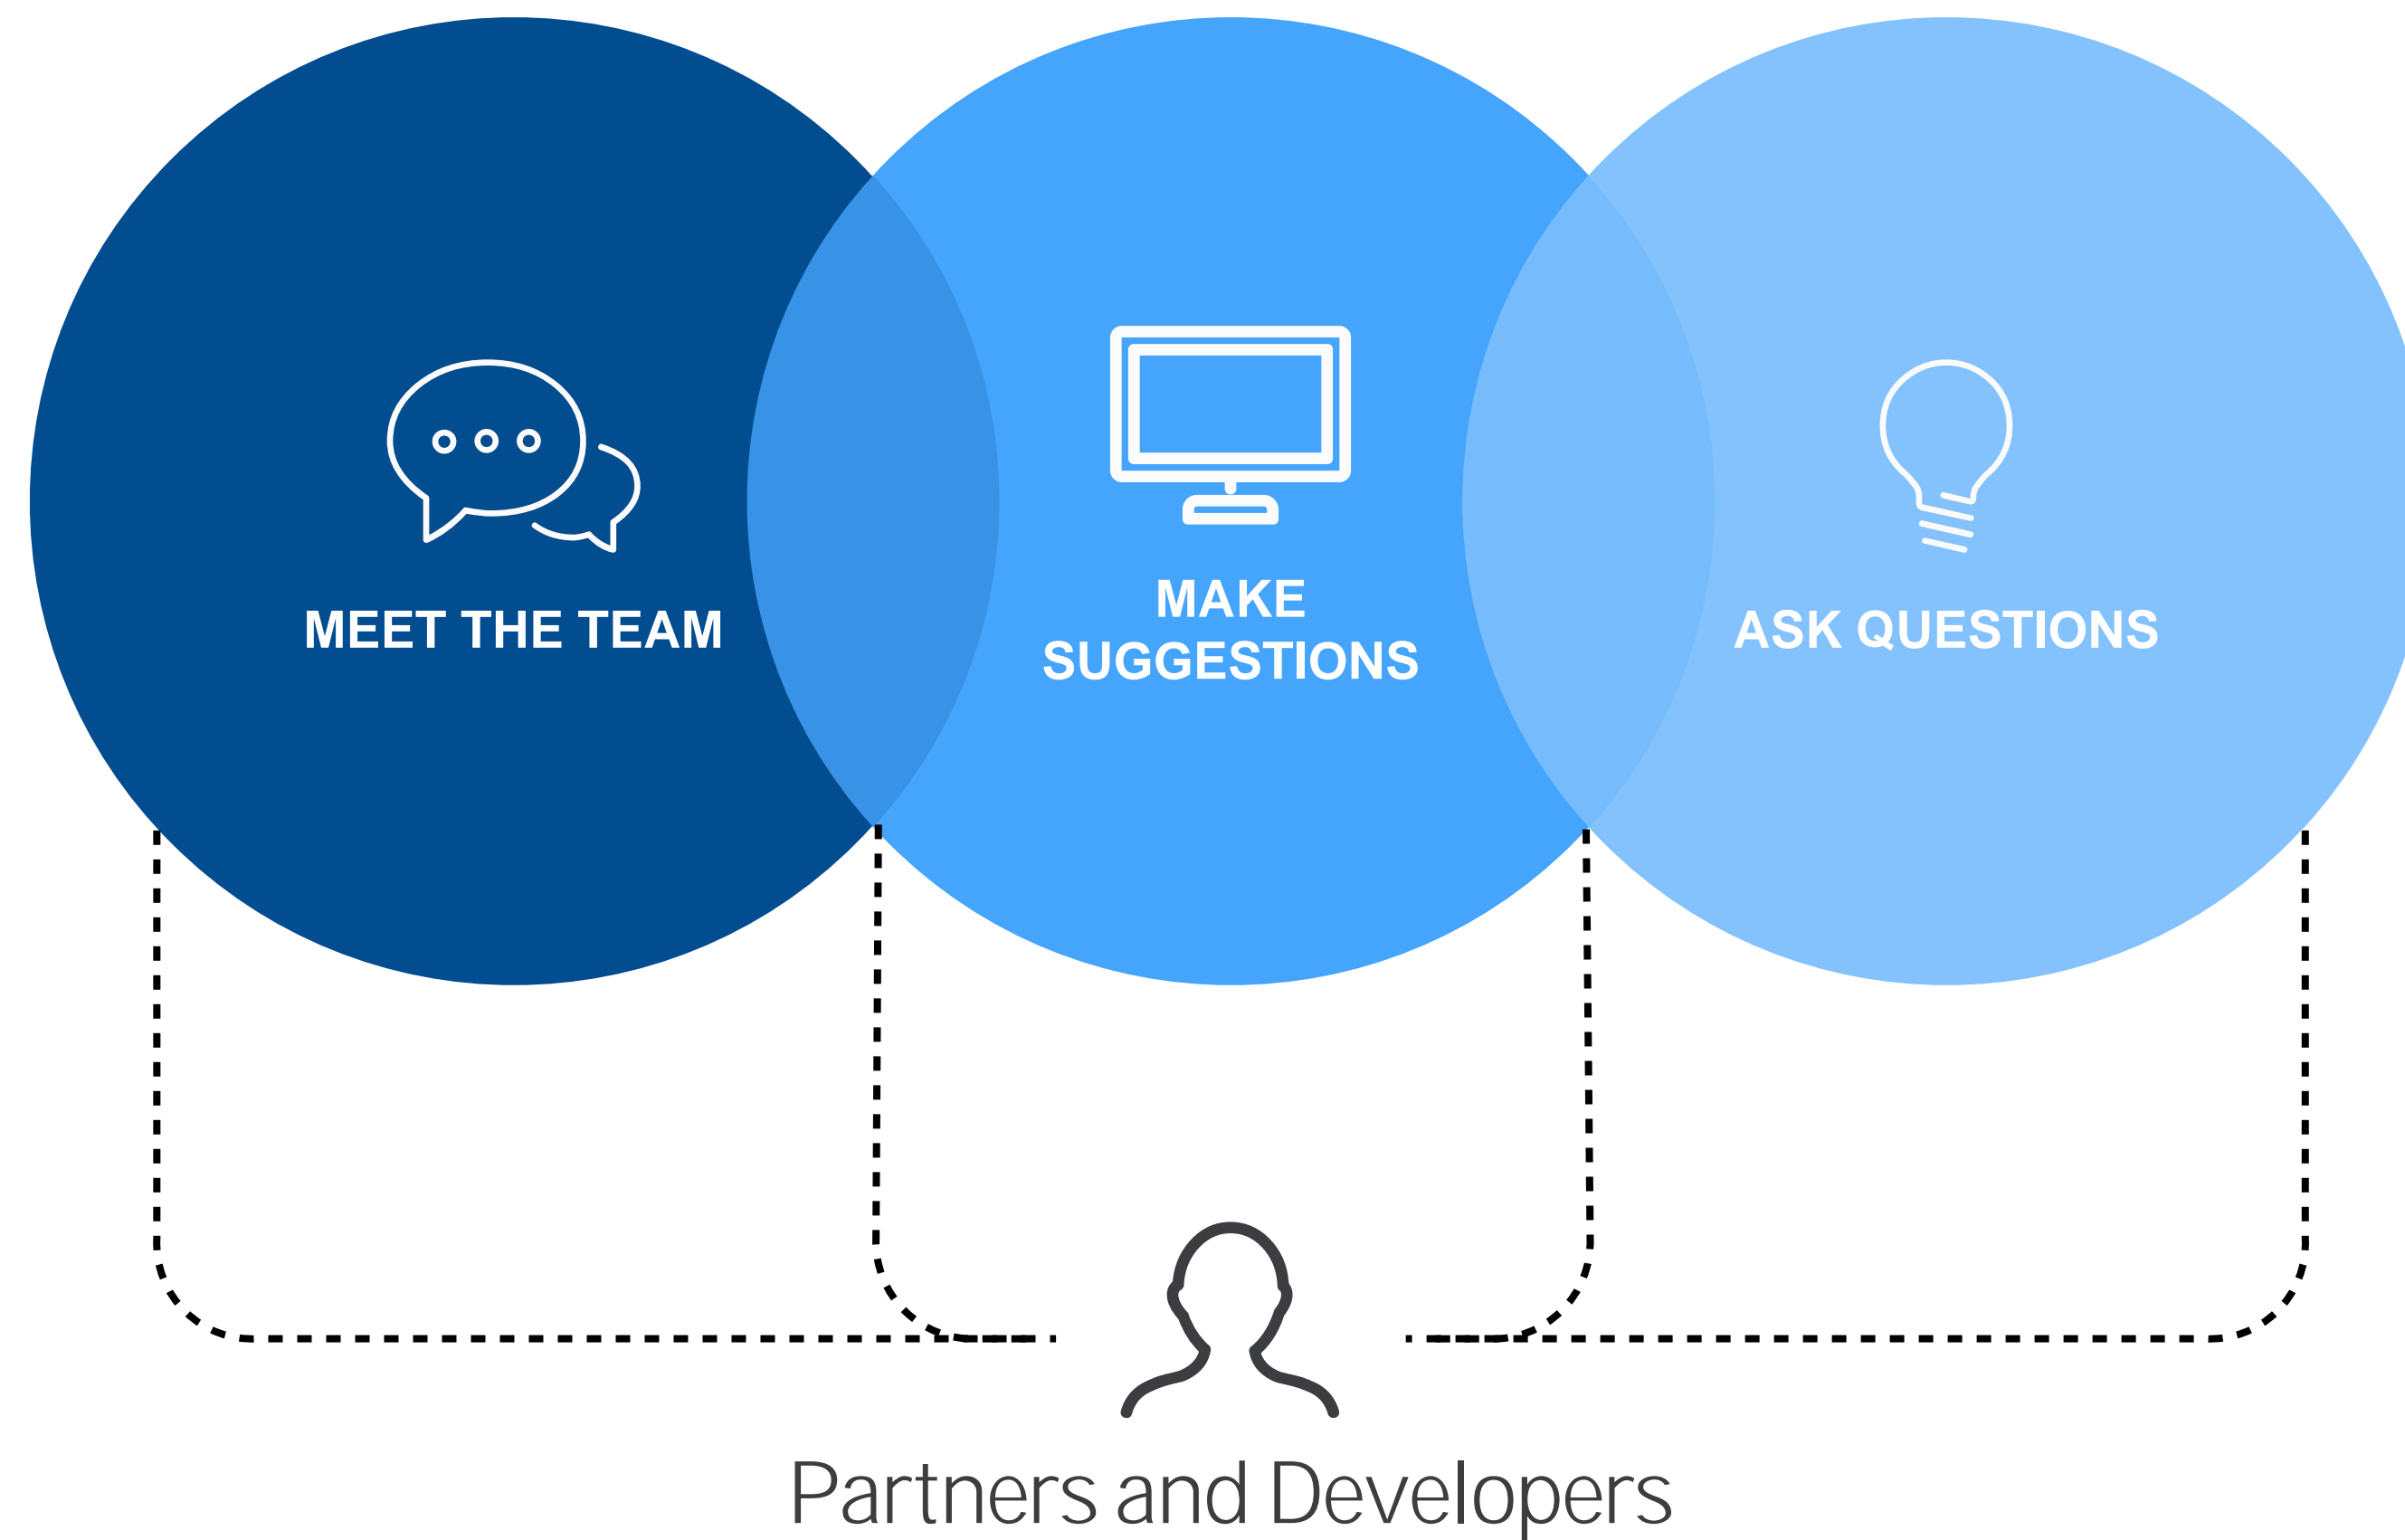 MEET THE TEAM
MAKE
SUGGESTIONS
ASK QUESTIONS
Partners and Developers